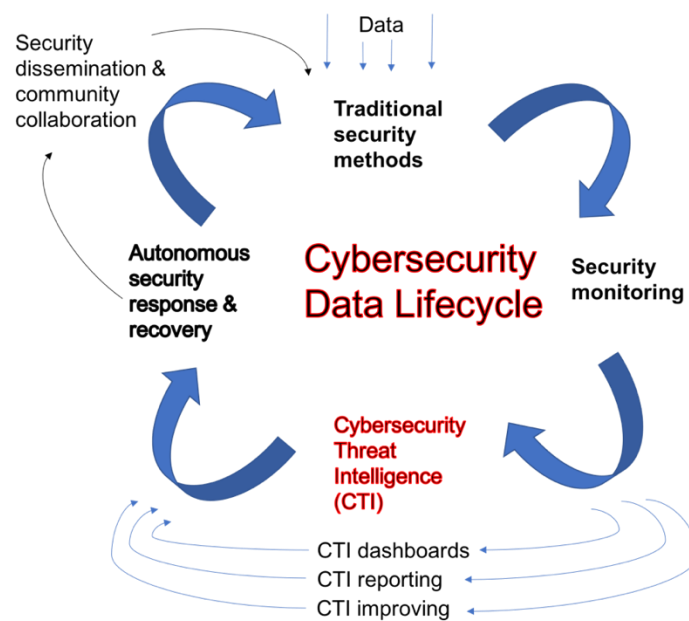 Data
Security
dissemination &
community
collaboration
Traditional
security
methods
Autonomous
security
response &
recovery
Cybersecurity
Data Lifecycle
Security
monitoring
Cybersecurity
Threat
Intelligence
(CTI)
CTI dashboards
CTI reporting
CTI improving